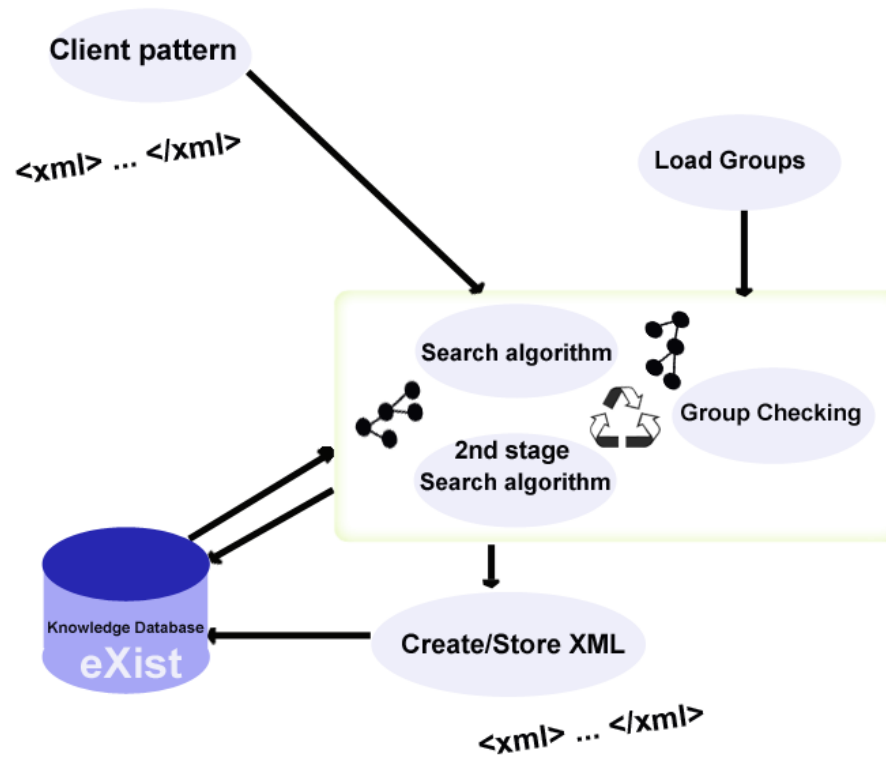 Client pattern
<xml> ... </xml>
Load Groups
Search algorithm
Group Checking
2nd stage
Search algorithm
Knowledge Database
eXist
Create/Store XML
<xml> ... </xml>